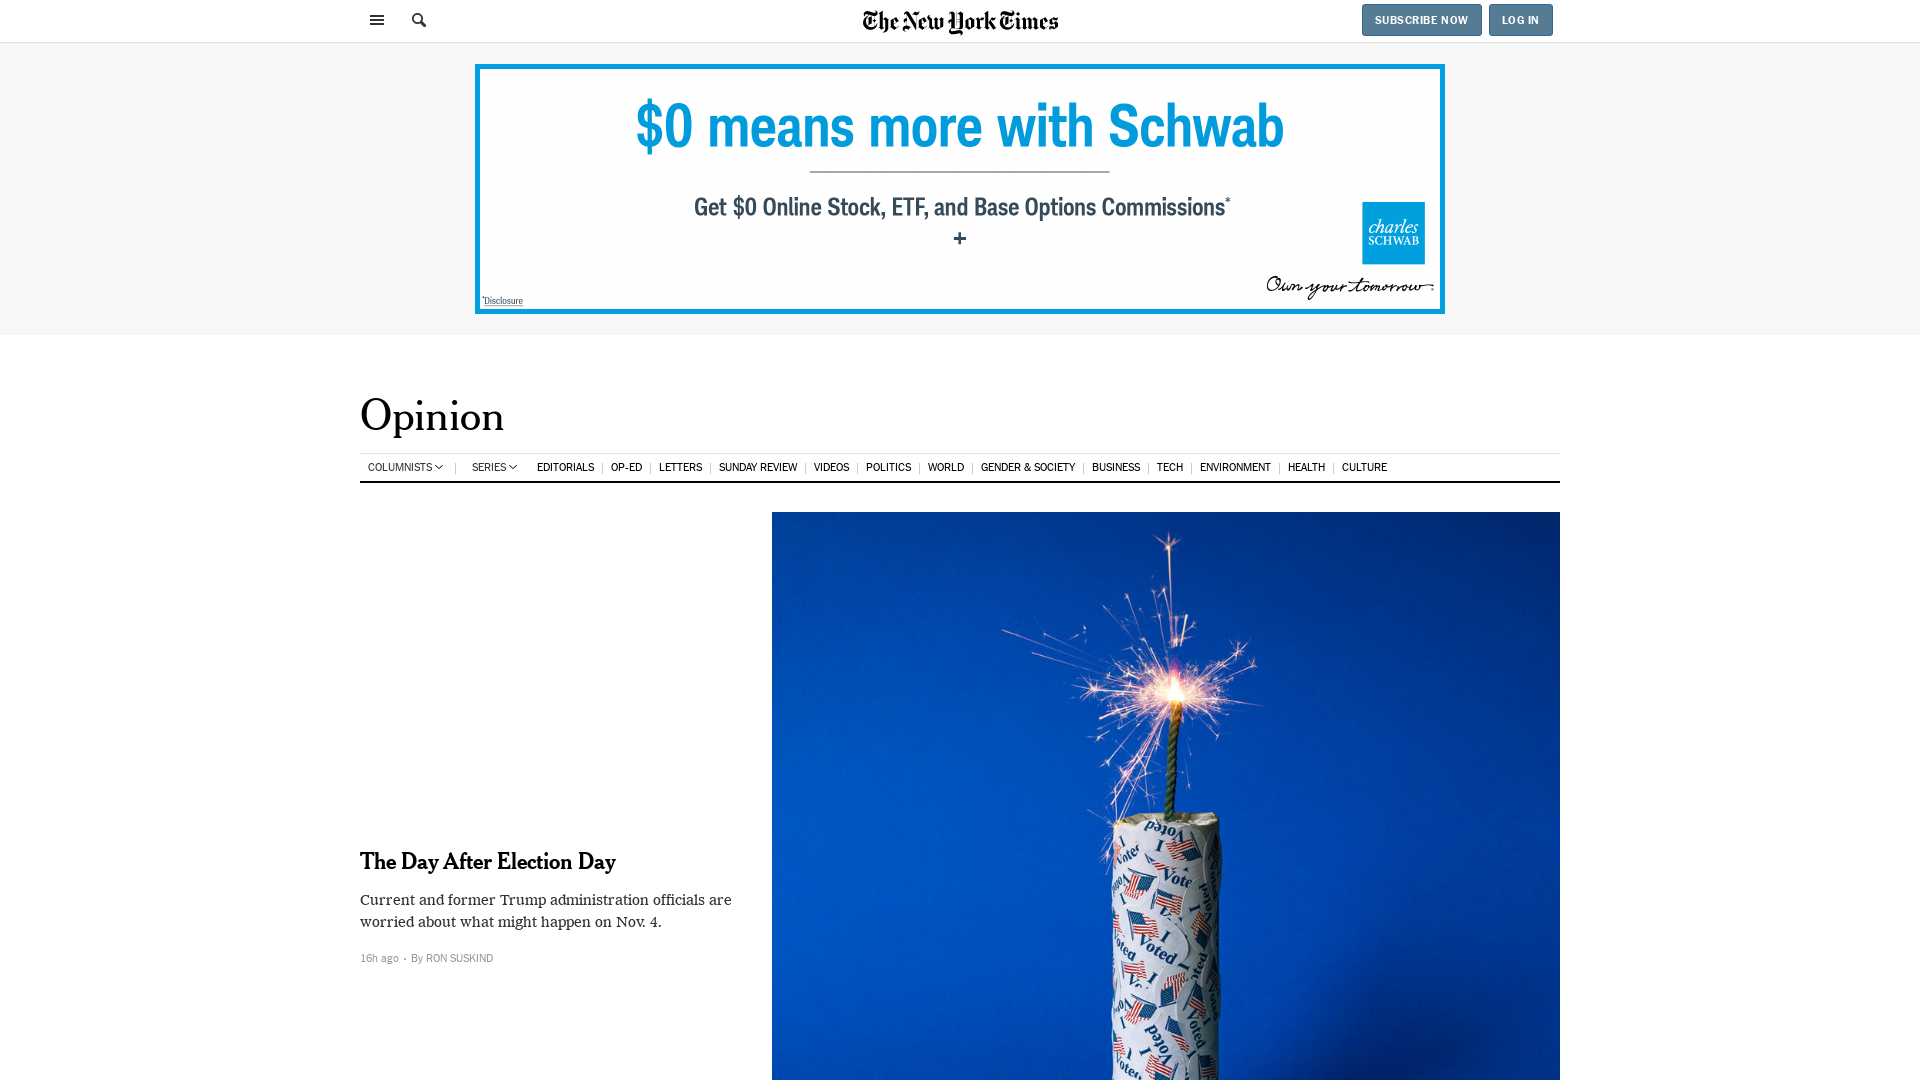 The New York Times
SUBSCRIBE NOW
LOG IN
$0 means more with Schwab
Get $0 Online Stock, ETF, and Base Options Commissions*
+
charles
SCHWAB
Own your tomorrow
*Disclosure
Opinion
COLUMNISTS
SERIES
EDITORIALS
OP-ED
LETTERS
SUNDAY REVIEW
VIDEOS
POLITICS
WORLD
GENDER & SOCIETY
BUSINESS
TECH
ENVIRONMENT
HEALTH
CULTURE
The Day After Election Day
Current and former Trump administration officials are
worried about what might happen on Nov. 4.
16h ago · By RON SUSKIND
I Voted